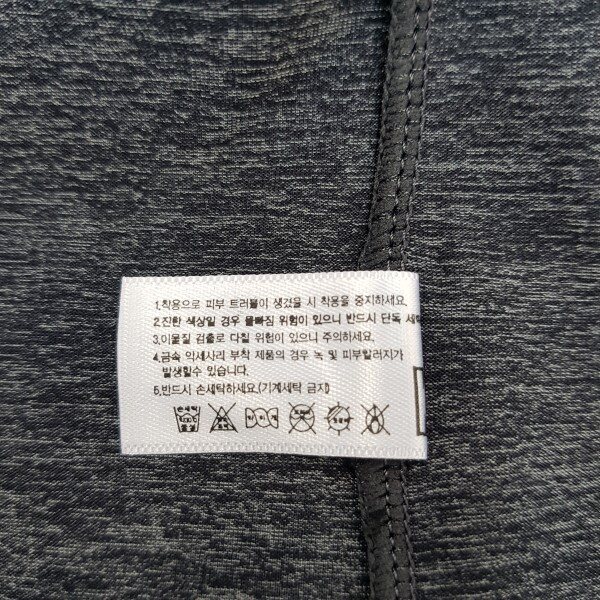 1.착용으로 피부 트러블이 생겼을 시 착용을 중지하세요.
2.진한 색상일 경우 물빠짐 위험이 있으니 반드시 단독 세탁
3.이물질 검출로 다칠 위험이 있으니 주의하세요.
4.금속 악세사리 부착 제품의 경우 녹 및 피부알러지가
발생할수 있습니다.
5.반드시 손세탁하세요.(기계세탁 금지)